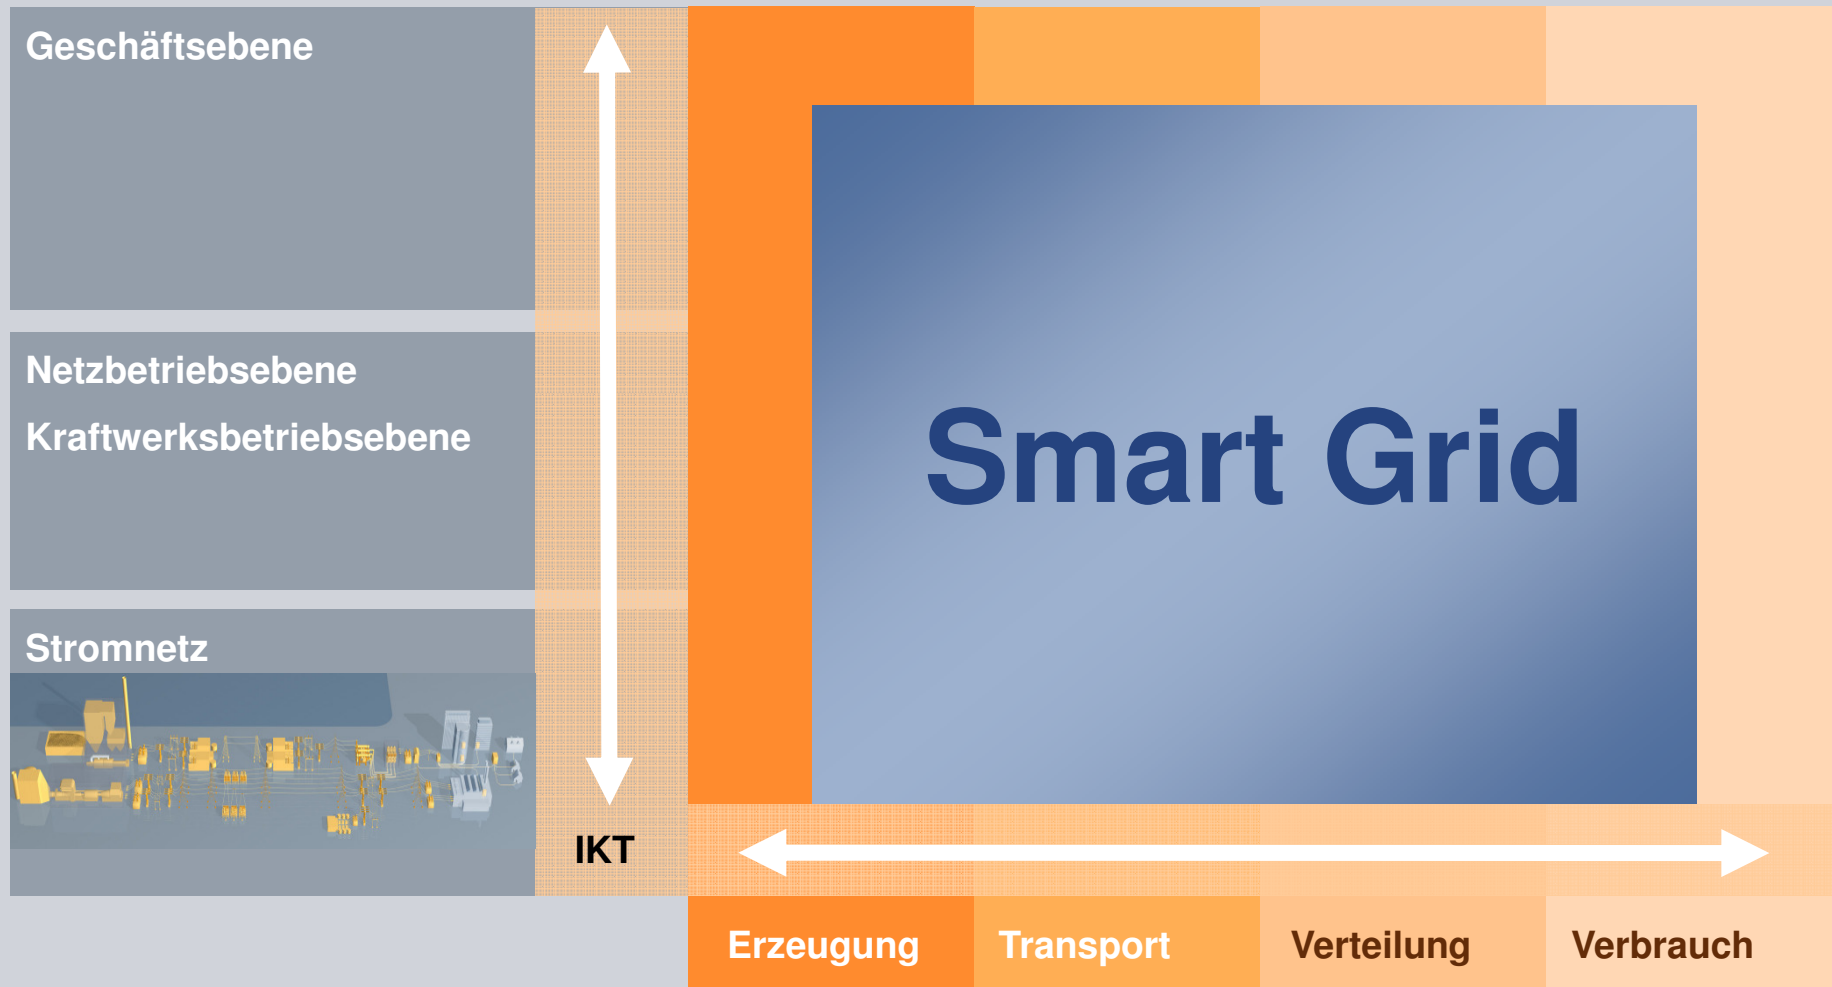 Geschäftsebene
Netzbetriebsebene
Kraftwerksbetriebsebene
Stromnetz
Smart Grid
IKT
Erzeugung
Transport
Verteilung
Verbrauch